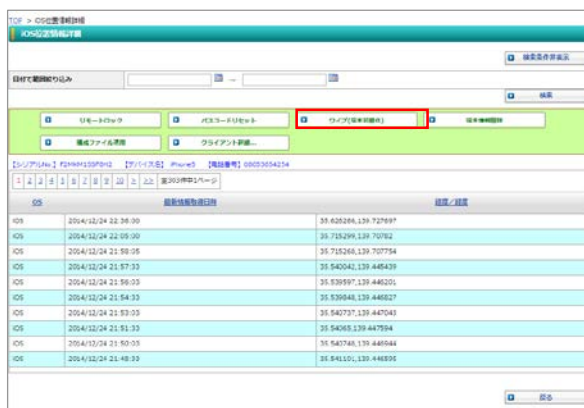 TOP > iOS位置情報詳細
iOS位置情報詳細
検索条件非表示
日付で範囲絞り込み
検索
リモートロック パスコードリセット ワイプ(端末初期化) 端末情報削除
構成ファイル適用 クライアント詳細...
【シリアルNo.】 【デバイス名】 iPhone5 【電話番号】
1 2 3 4 5 6 7 8 9 10 > >> 全303件中1ページ
OS 最新情報取得日時 緯度/経度
iOS 2014/12/24 22:36:00 35.625286,139.727697
iOS 2014/12/24 22:05:00 35.715299,139.70782
iOS 2014/12/24 21:58:05 35.715268,139.707754
iOS 2014/12/24 21:57:33 35.540042,139.445439
iOS 2014/12/24 21:56:03 35.539597,139.446201
iOS 2014/12/24 21:54:33 35.539848,139.446827
iOS 2014/12/24 21:53:03 35.540737,139.447043
iOS 2014/12/24 21:51:33 35.54065,139.447594
iOS 2014/12/24 21:50:03 35.540748,139.446944
iOS 2014/12/24 21:48:33 35.541101,139.446895
戻る